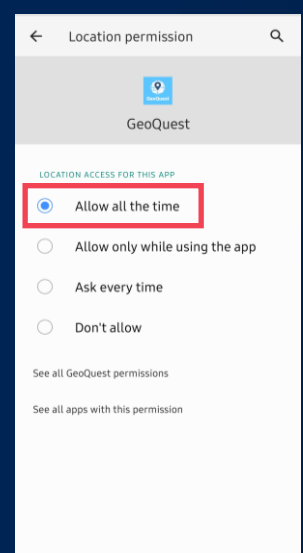 Location permission
GeoQuest
GeoQuest
LOCATION ACCESS FOR THIS APP
Allow all the time
Allow only while using the app
Ask every time
Don't allow
See all GeoQuest permissions
See all apps with this permission